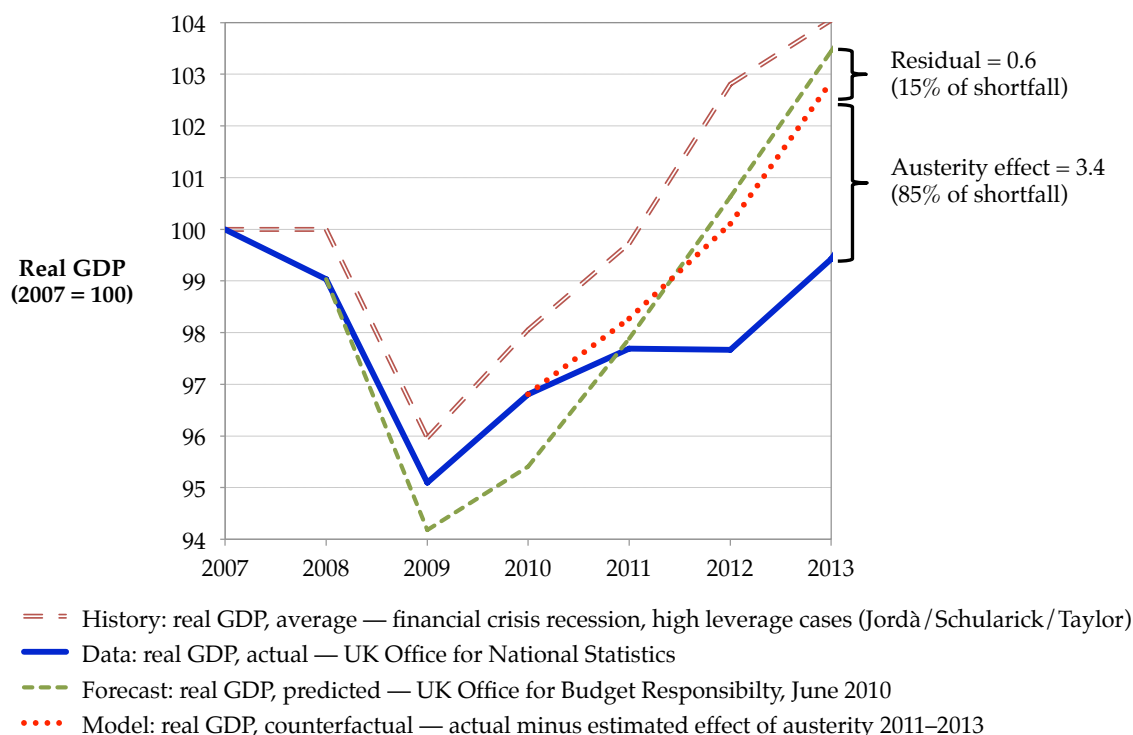 104
103
102
101
100
99
98
97
96
95
94
Real GDP
(2007 = 100)
2007 2008 2009 2010 2011 2012 2013
Residual = 0.6
(15% of shortfall)
Austerity effect = 3.4
(85% of shortfall)
History: real GDP, average — financial crisis recession, high leverage cases (Jordà/Schularick/Taylor)
Data: real GDP, actual — UK Office for National Statistics
Forecast: real GDP, predicted — UK Office for Budget Responsibilty, June 2010
Model: real GDP, counterfactual — actual minus estimated effect of austerity 2011–2013